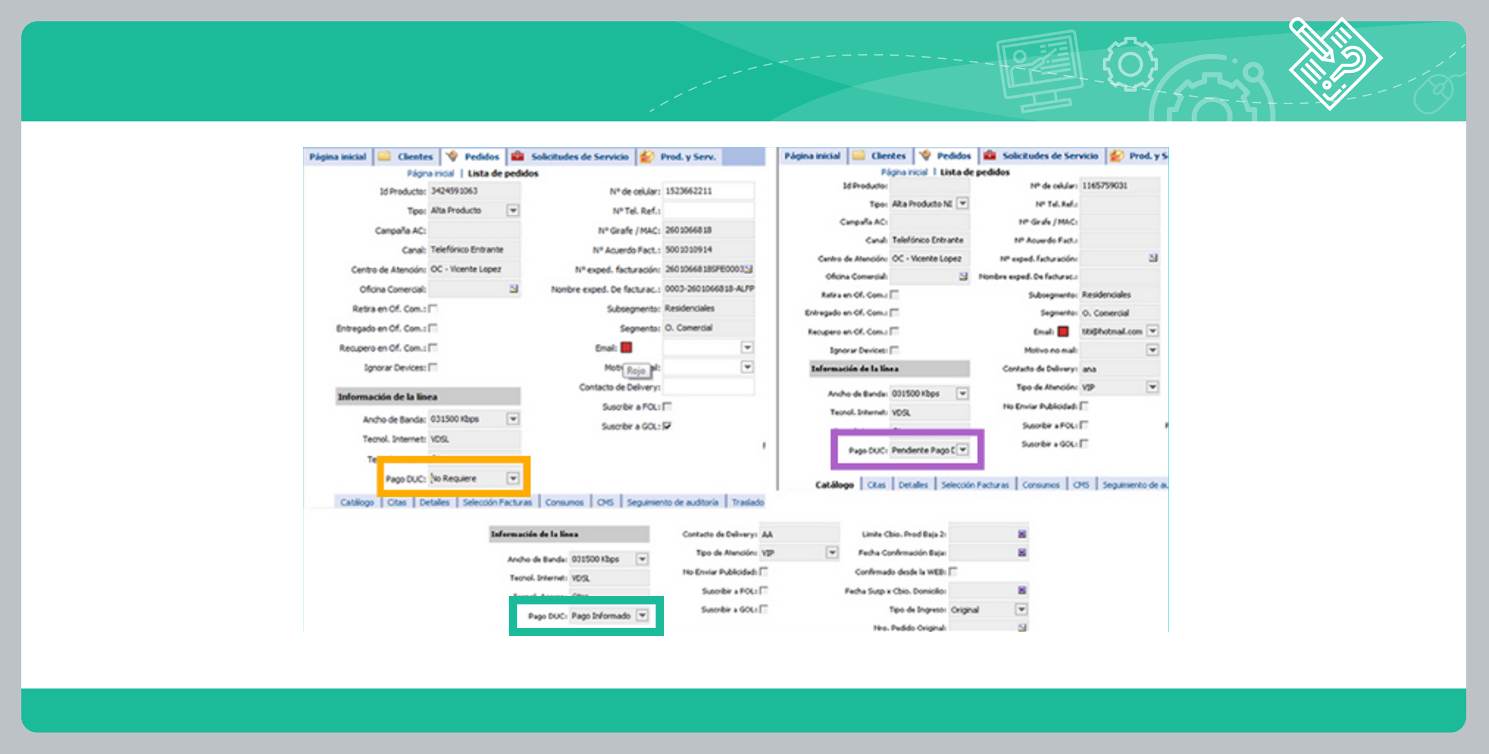 Página inicial Clientes Pedidos Solicitudes de Servicio Prod. y Serv.
Página inicial | Lista de pedidos
Id Producto: 3424591063 Nº de celular: 1523662211
Tipo: Alta Producto Nº Tel. Ref.:
Campaña AC: Nº Girafe /MAC: 2601066818
Canal: Telefónico Entrante Nº Acuerdo Fact.: 5001010914
Centro de Atención: OC - Vicente Lopez Nº exped. facturación: 2601066818SFE0003
Oficina Comercial: Nombre exped. De facturac.: 0003-2601066818-ALFP
Retira en Of. Com.: Subsegmento: Residenciales
Entregado en Of. Com.: Segmento: O. Comercial
Recupero en Of. Com.: Email:
Ignorar Devices: Rojo
Contacto de Delivery:
Información de la línea
Suscribir a FOL:
Ancho de Banda: 031500 Kbps
Suscribir a GOL:
Tecnol. Internet: VDSL
Pago DUC: No Requiere
Catálogo | Citas | Detalles | Selección Facturas | Consumos | CMS | Seguimiento de auditoría | Traslado
Página inicial Clientes Pedidos Solicitudes de Servicio Prod. y S
Página inicial | Lista de pedidos
Id Producto: Nº de celular: 1165759031
Tipo: Alta Producto NI Nº Tel. Ref.:
Campaña AC: Nº Girafe /MAC:
Canal: Telefónico Entrante Nº Acuerdo Fact.:
Centro de Atención: OC - Vicente Lopez Nº exped. facturación:
Oficina Comercial: Nombre exped. De facturac.:
Retira en Of. Com.: Subsegmento: Residenciales
Entregado en Of. Com.: Segmento: O. Comercial
Recupero en Of. Com.: Email: @hotmail.com
Ignorar Devices: Motivo no mail:
Información de la línea Contacto de Delivery: ana
Ancho de Banda: 031500 Kbps Tipo de Atención: VIP
Tecnol. Internet: VDSL No Enviar Publicidad:
Suscribir a FOL:
Pago DUC: Pendiente Pago D Suscribir a GOL:
Catálogo | Citas | Detalles | Selección Facturas | Consumos | CMS | Seguimiento de au
Información de la línea Contacto de Delivery: AA Limite Cbio. Prod Baja 2:
Ancho de Banda: 031500 Kbps Tipo de Atención: VIP Fecha Confirmación Baja:
Tecnol. Internet: VDSL No Enviar Publicidad: Confirmado desde la WEB:
Suscribir a FOL: Fecha Susp x Cbio. Domicilio:
Pago DUC: Pago Informado Suscribir a GOL: Tipo de Ingreso: Original
Nro. Pedido Original: